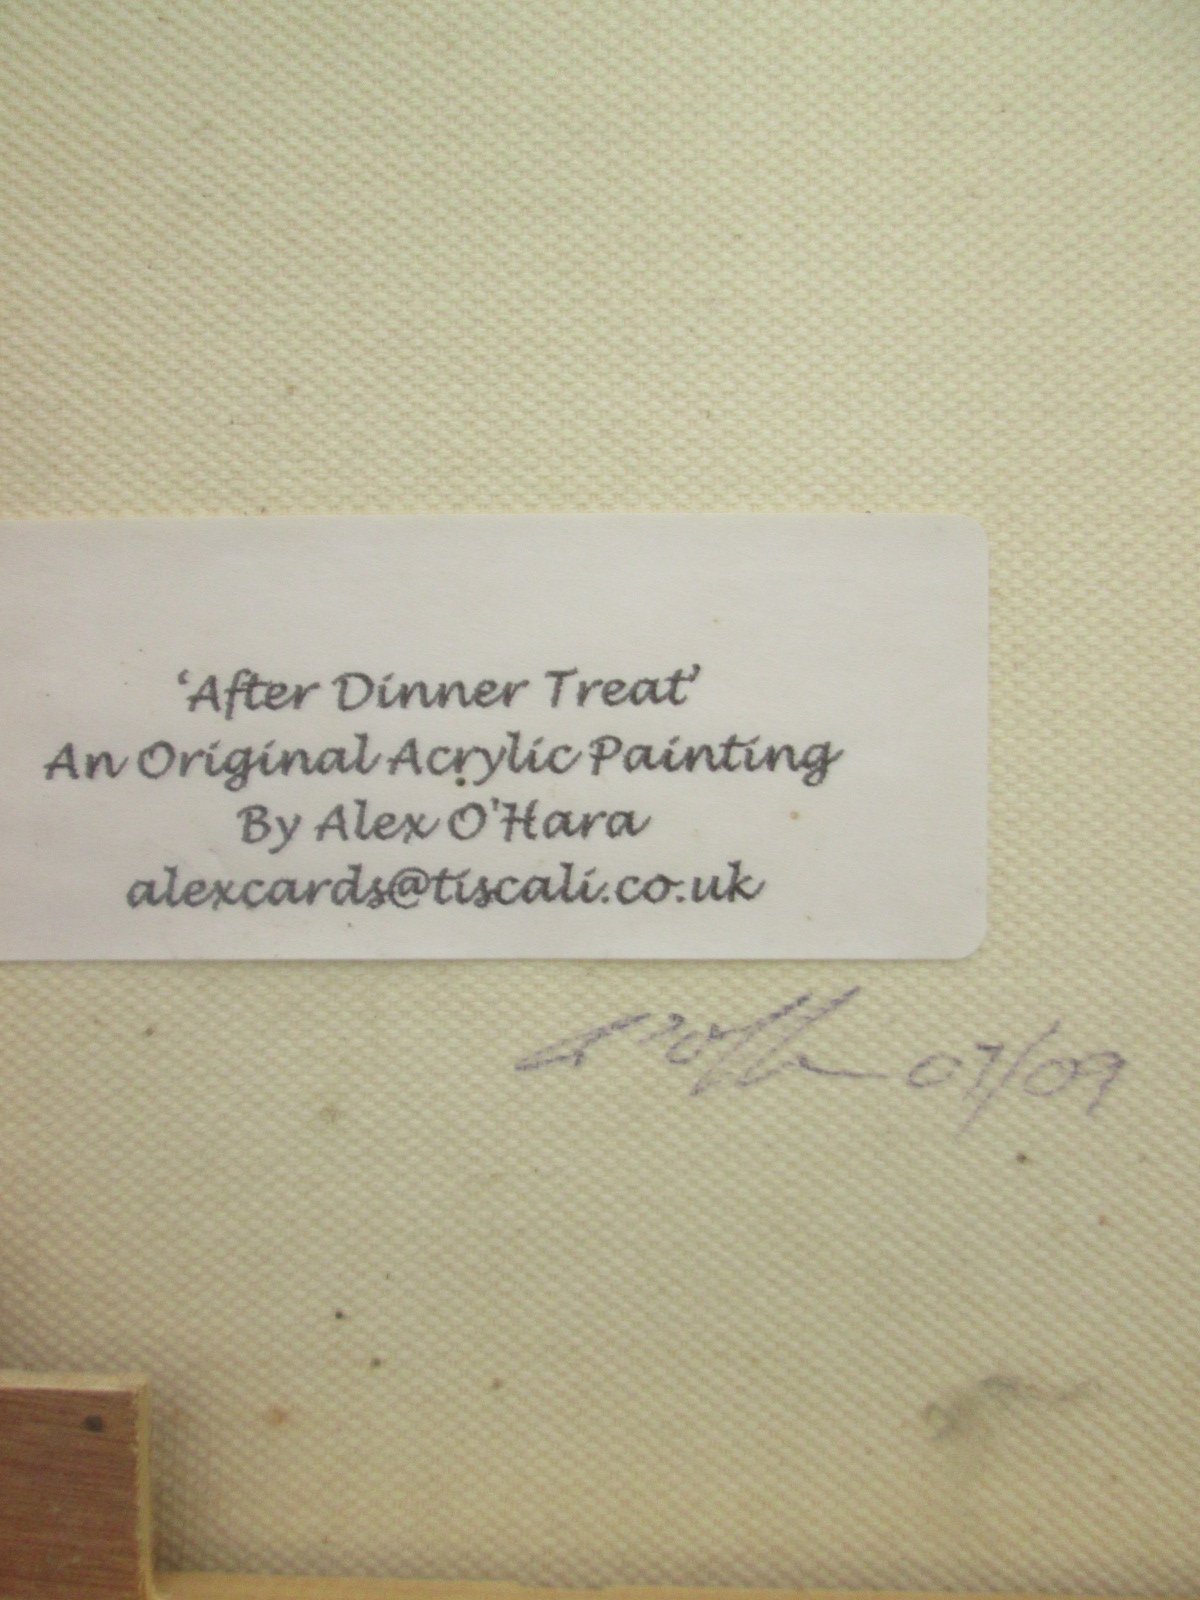 ‘After Dinner Treat’
An Original Acrylic Painting
By Alex O'Hara
alexcards@tiscali.co.uk
07/09